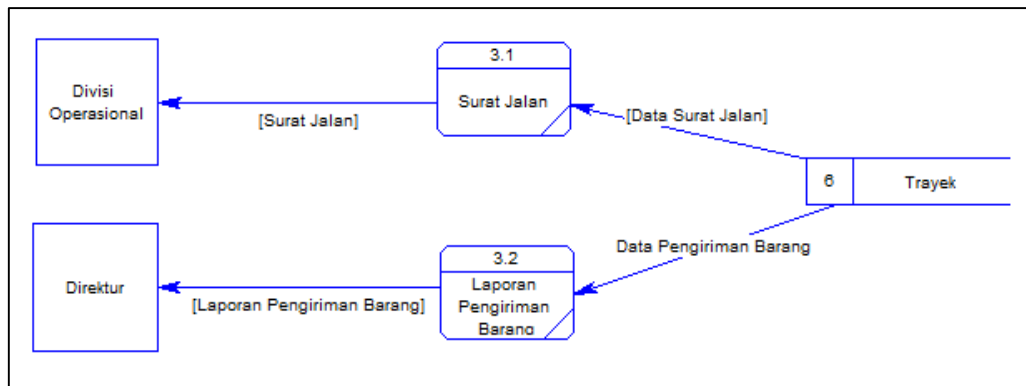 Divisi
Operasional
[Surat Jalan]
3.1
Surat Jalan
[Data Surat Jalan]
6
Trayek
Data Pengiriman Barang
3.2
Laporan
Pengiriman
Barang
[Laporan Pengiriman Barang]
Direktur